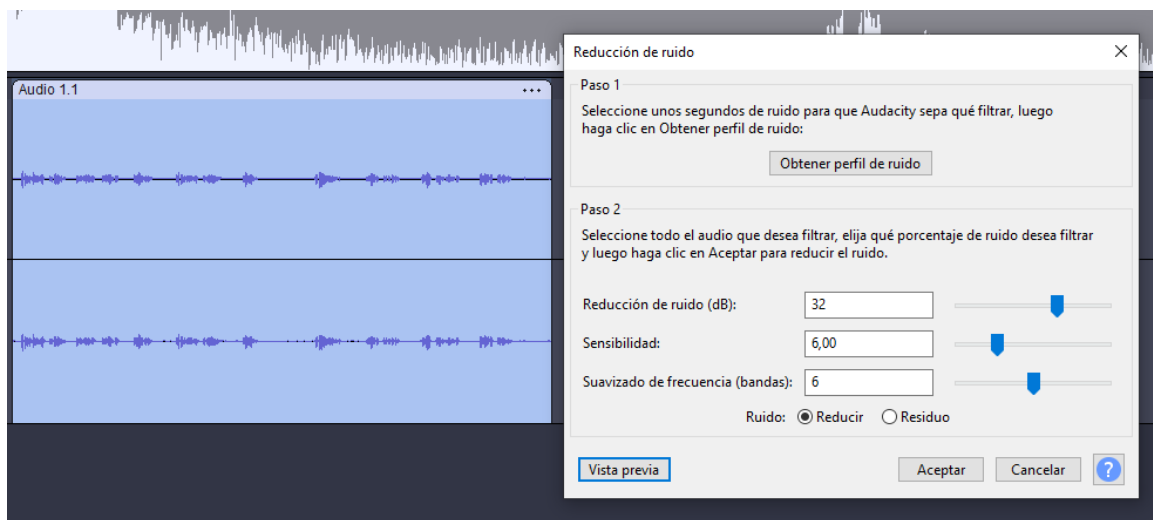 Audio 1.1
Reducción de ruido
Paso 1
Seleccione unos segundos de ruido para que Audacity sepa qué filtrar, luego
haga clic en Obtener perfil de ruido:
Obtener perfil de ruido
Paso 2
Seleccione todo el audio que desea filtrar, elija qué porcentaje de ruido desea filtrar
y luego haga clic en Aceptar para reducir el ruido.
Reducción de ruido (dB): 32
Sensibilidad: 6,00
Suavizado de frecuencia (bandas): 6
Ruido: Reducir Residuo
Vista previa Aceptar Cancelar ?